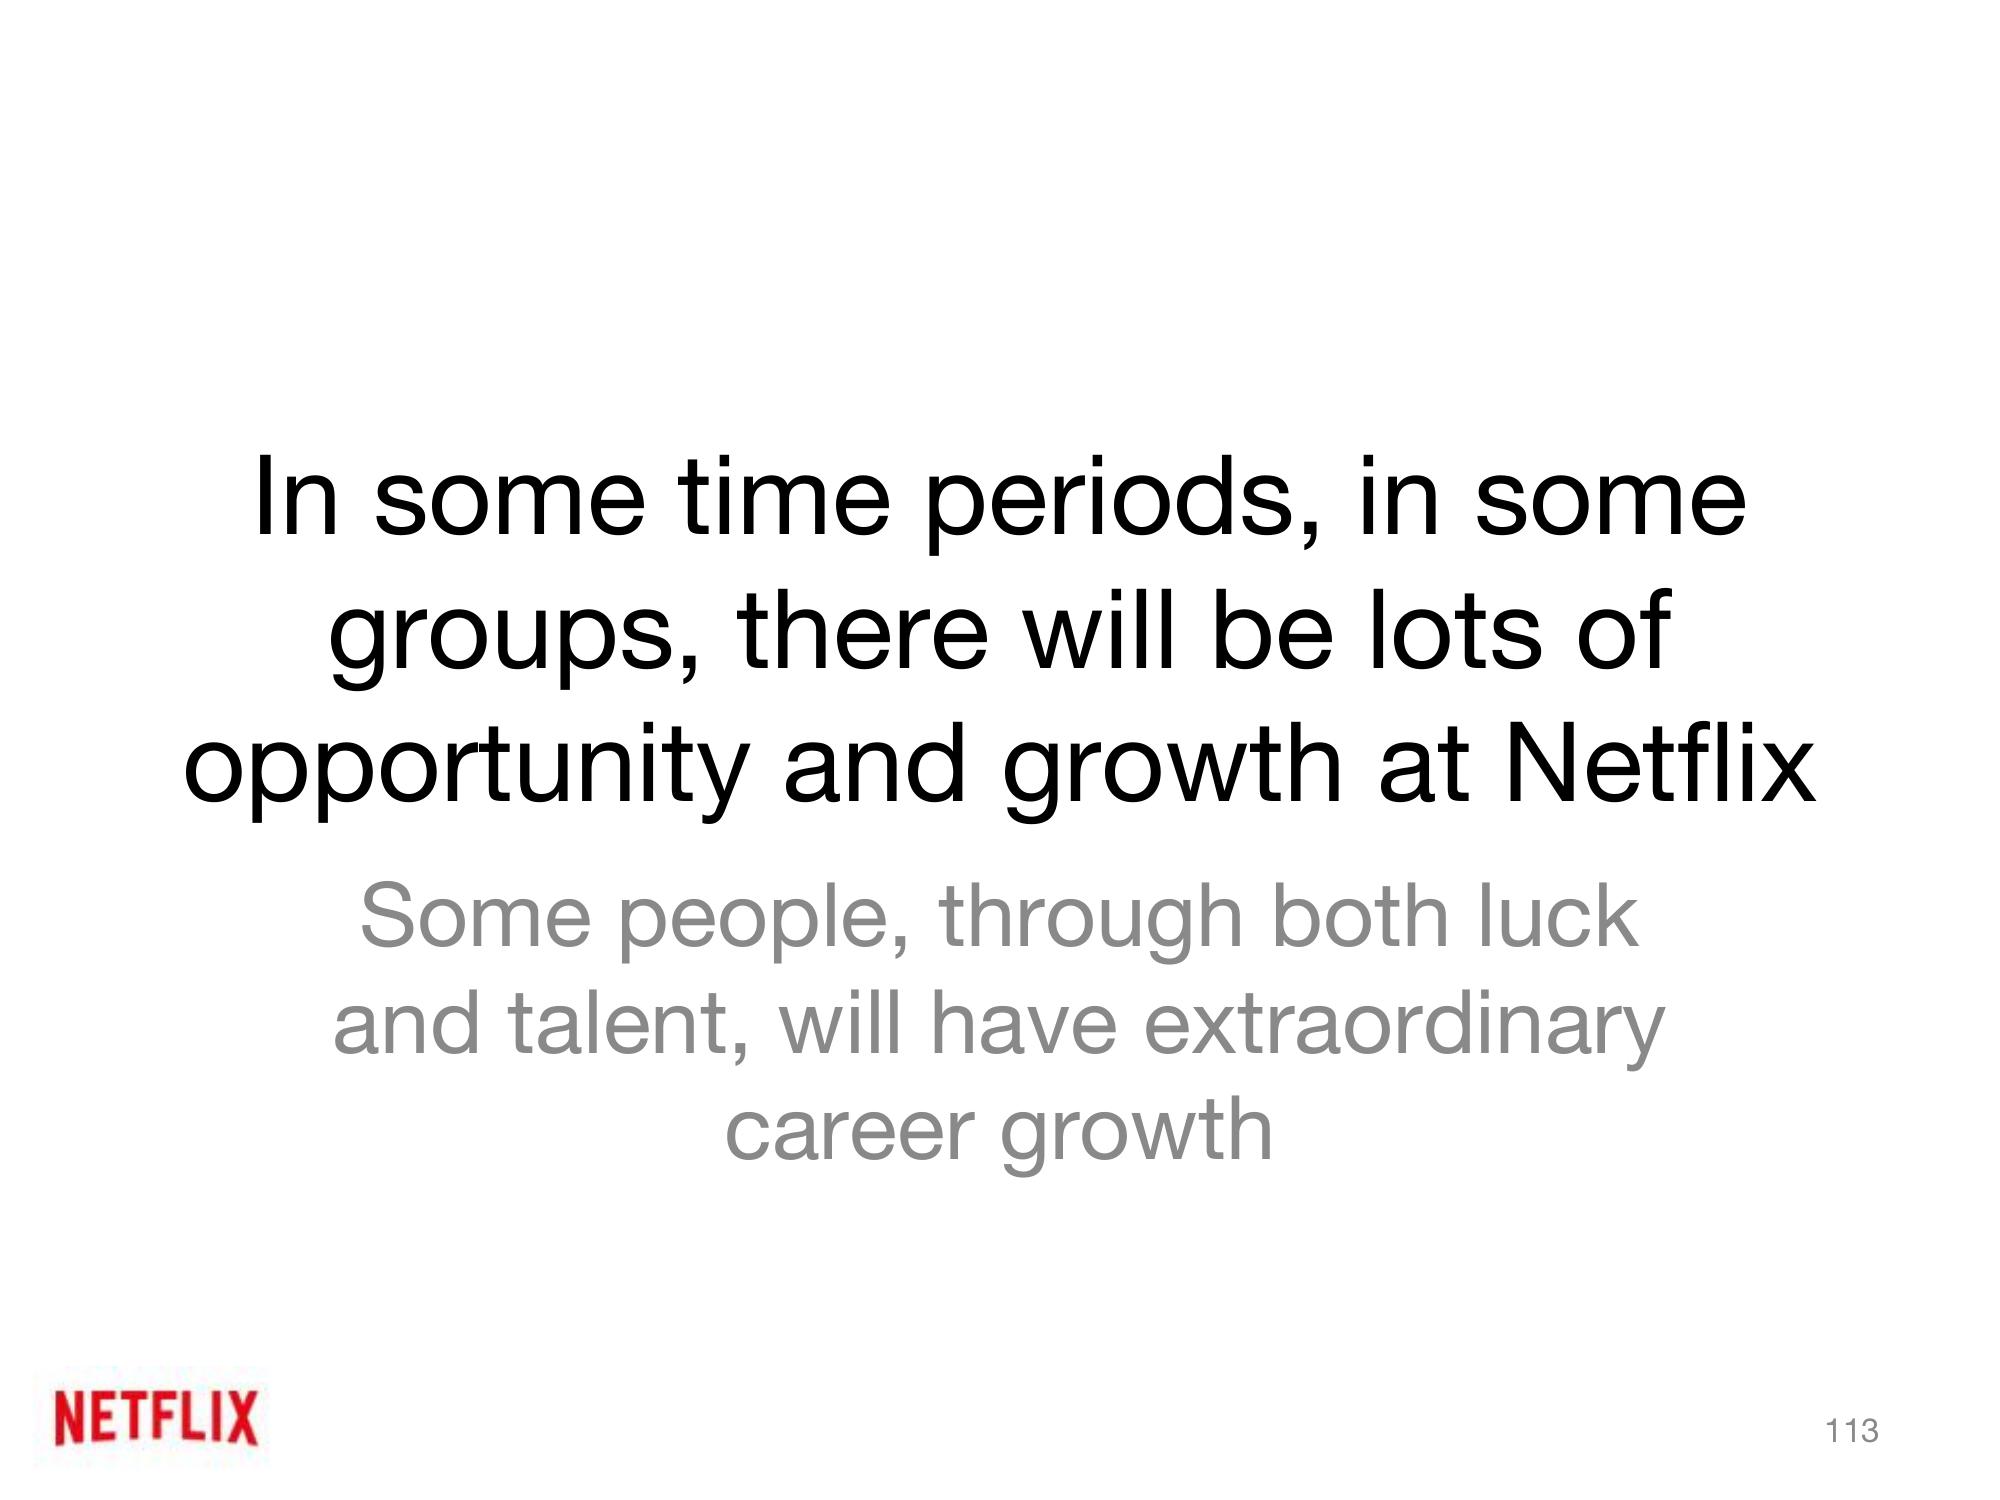 In some time periods, in some
groups, there will be lots of
opportunity and growth at Netflix
Some people, through both luck
and talent, will have extraordinary
career growth
NETFLIX
113